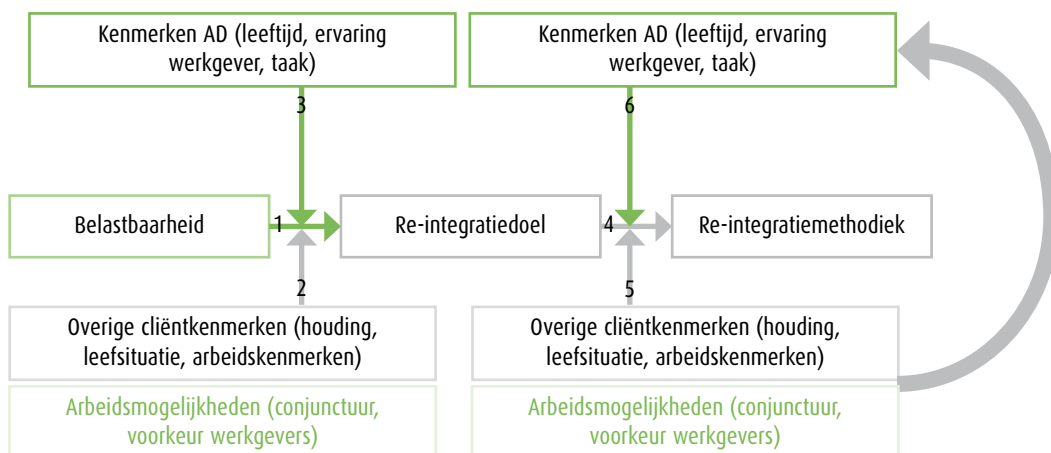 Kenmerken AD (leeftijd, ervaring
werkgever, taak)
Kenmerken AD (leeftijd, ervaring
werkgever, taak)
3
6
Belastbaarheid
1
Re-integratiedoel
4
Re-integratiemethodiek
2
5
Overige cliëntkenmerken (houding,
leefsituatie, arbeidskenmerken)
Overige cliëntkenmerken (houding,
leefsituatie, arbeidskenmerken)
Arbeidsmogelijkheden (conjunctuur,
voorkeur werkgevers)
Arbeidsmogelijkheden (conjunctuur,
voorkeur werkgevers)